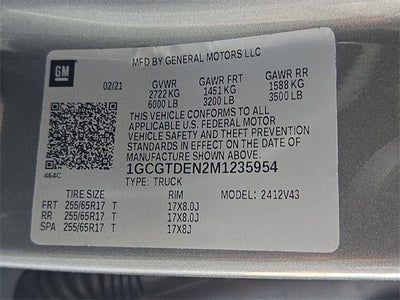 GM
MFD BY GENERAL MOTORS LLC
02/21 GVWR GAWR FRT GAWR RR
2722 KG 1451 KG 1588 KG
6000 LB 3200 LB 3500 LB
THIS VEHICLE CONFORMS TO ALL
APPLICABLE U.S. FEDERAL MOTOR
VEHICLE SAFETY AND THEFT PREVENTION
STANDARDS IN EFFECT ON THE DATE OF
MANUFACTURE SHOWN ABOVE.
464C 1GCGTDEN2M1235954
TYPE: TRUCK MODEL: 2412V43
TIRE SIZE RIM
FRT 255/65R17 T 17X8.0J
RR 255/65R17 T 17X8.0J
SPA 255/65R17 T 17X8J